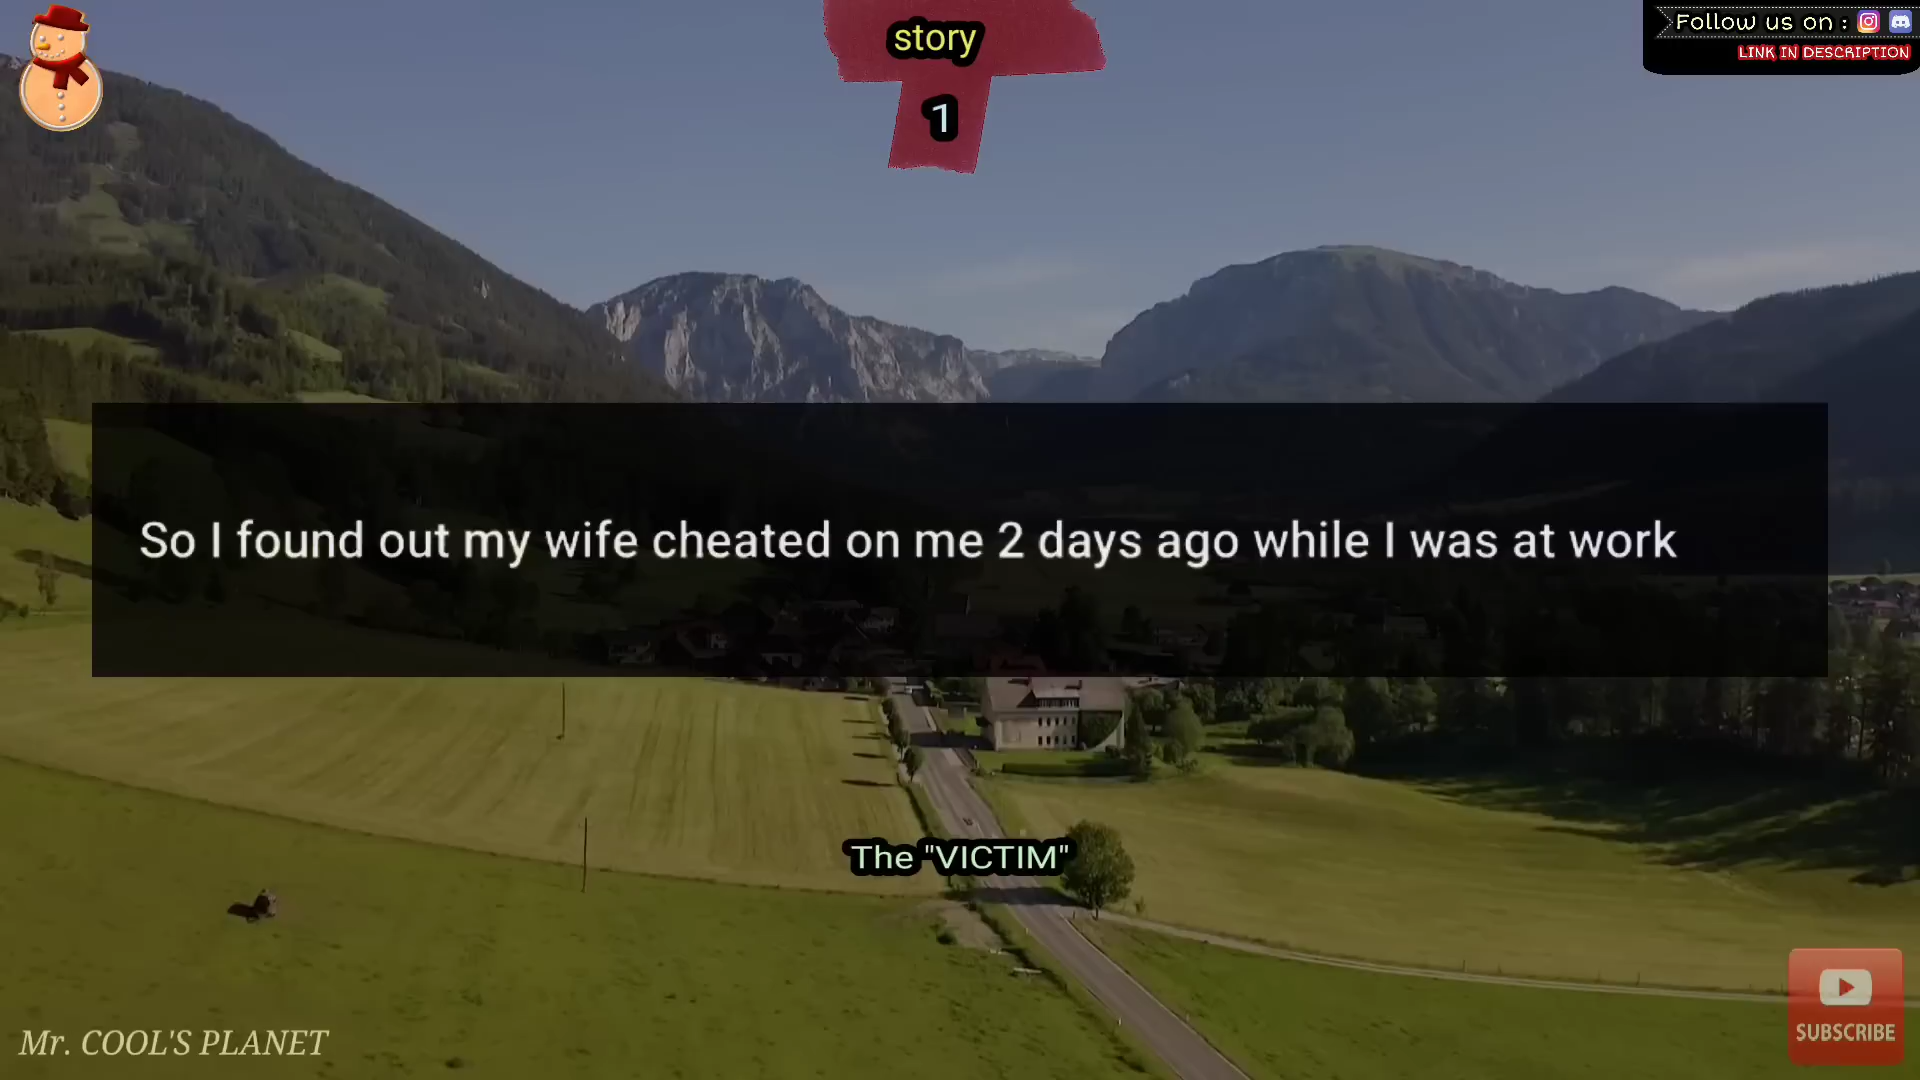 story
1
Follow us on :
LINK IN DESCRIPTION
So I found out my wife cheated on me 2 days ago while I was at work
The "VICTIM"
Mr. COOL'S PLANET
SUBSCRIBE